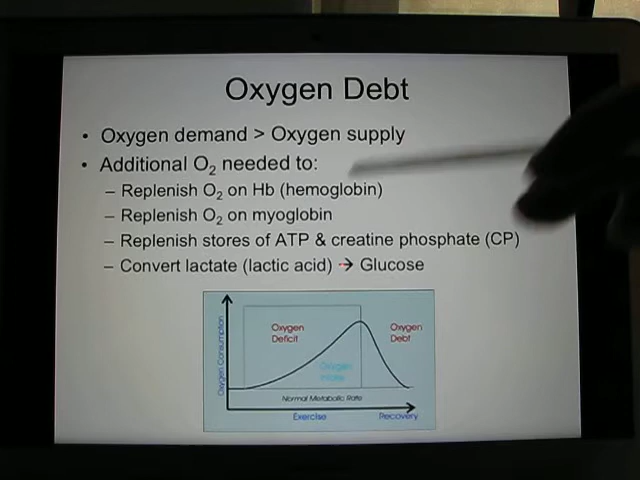 Oxygen Debt
• Oxygen demand > Oxygen supply
• Additional O₂ needed to:
– Replenish O₂ on Hb (hemoglobin)
– Replenish O₂ on myoglobin
– Replenish stores of ATP & creatine phosphate (CP)
– Convert lactate (lactic acid) → Glucose
Oxygen Consumption
Oxygen Deficit
Oxygen Debt
Oxygen
Normal Metabolic Rate
Exercise
Recovery